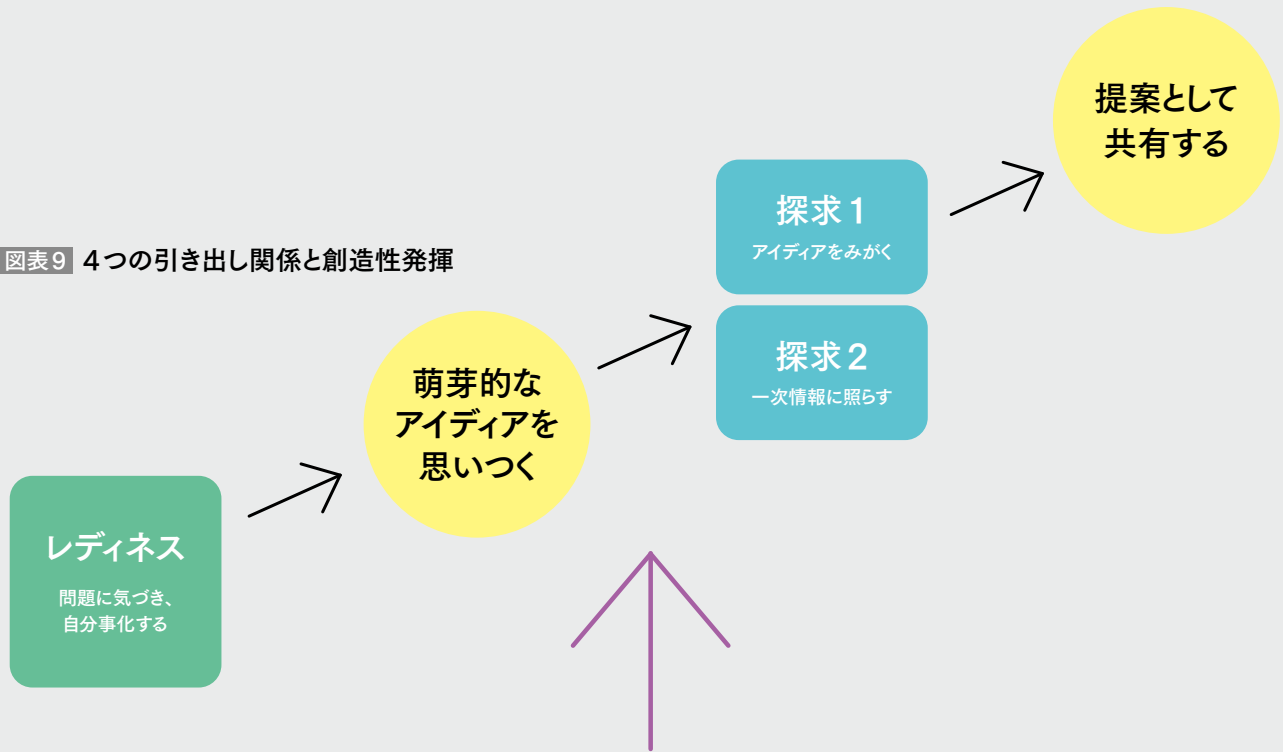 図表9 4つの引き出し関係と創造性発揮
レディネス
問題に気づき、
自分事化する
萌芽的な
アイディアを
思いつく
探求1
アイディアをみがく
探求2
一次情報に照らす
提案として
共有する